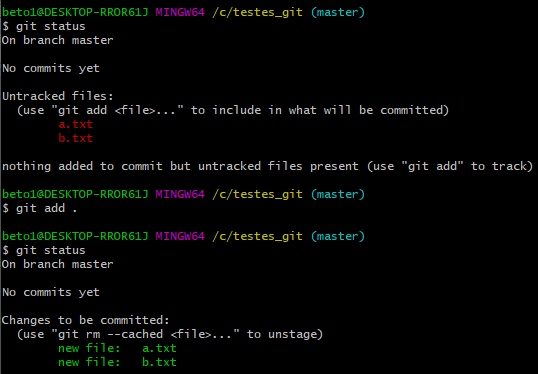 beto1@DESKTOP-RROR61J MINGW64 /c/testes_git (master)
$ git status
On branch master
No commits yet
Untracked files:
(use "git add <file>..." to include in what will be committed)
a.txt
b.txt
nothing added to commit but untracked files present (use "git add" to track)
beto1@DESKTOP-RROR61J MINGW64 /c/testes_git (master)
$ git add .
beto1@DESKTOP-RROR61J MINGW64 /c/testes_git (master)
$ git status
On branch master
No commits yet
Changes to be committed:
(use "git rm --cached <file>..." to unstage)
new file:   a.txt
new file:   b.txt